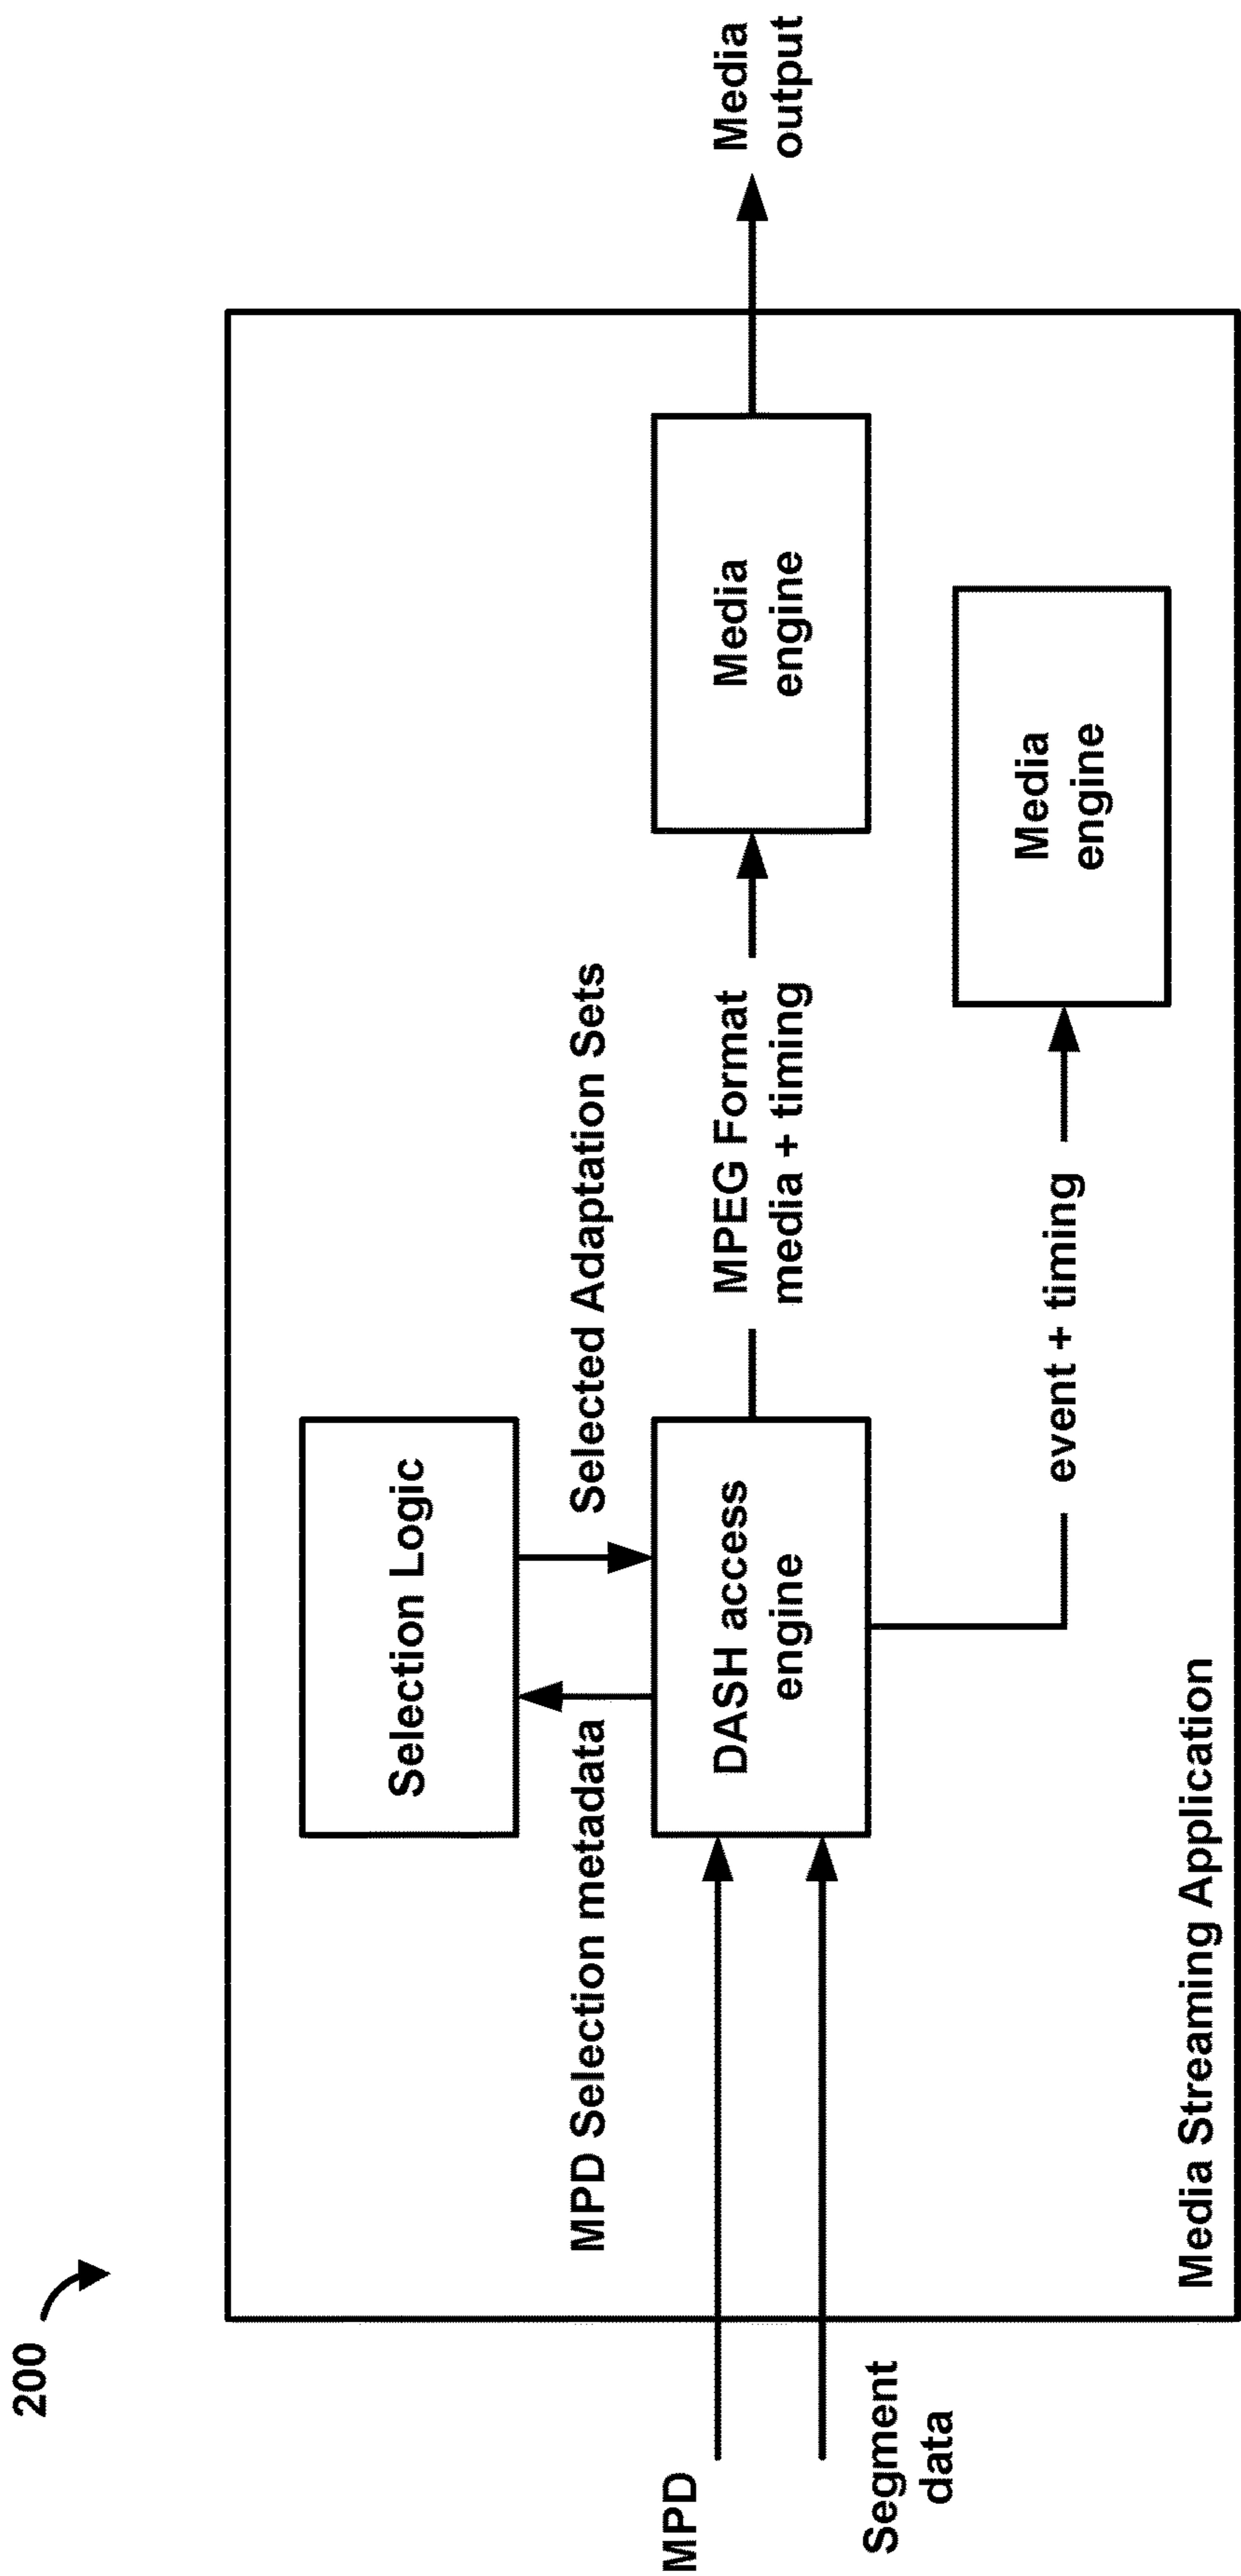 200
Selection Logic
MPD Selection metadata
Selected Adaptation Sets
MPD
Segment
data
DASH access
engine
MPEG Format
media + timing
Media
engine
Media
output
event + timing
Media
engine
Media Streaming Application